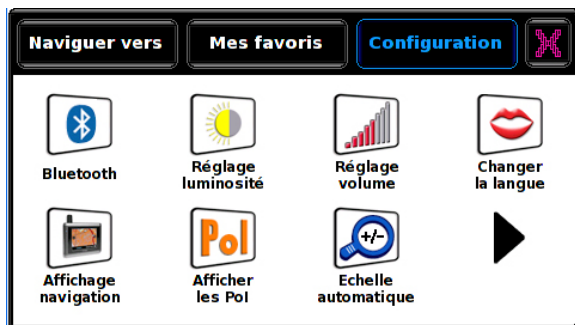 Naviguer vers
Mes favoris
Configuration
Bluetooth
Réglage
luminosité
Réglage
volume
Changer
la langue
PoI
+/-
Affichage
navigation
Afficher
les PoI
Echelle
automatique